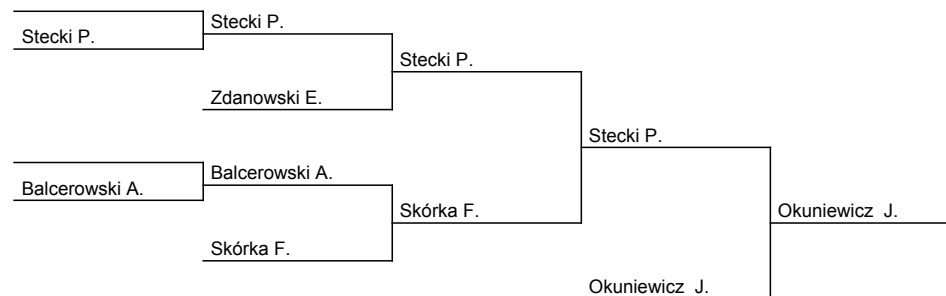 Stecki P.
Stecki P.
Stecki P.
Zdanowski E.
Stecki P.
Balcerowski A.
Balcerowski A.
Skórka F.
Okuniewicz  J.
Skórka F.
Okuniewicz  J.